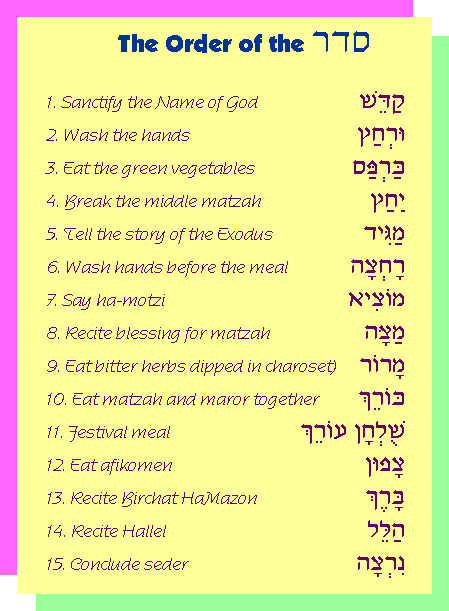 The Order of the סדר
1. Sanctify the Name of God קַדֵּשׁ
2. Wash the hands וּרְחַץ
3. Eat the green vegetables כַּרְפַּס
4. Break the middle matzah יַחַץ
5. Tell the story of the Exodus מַגִּיד
6. Wash hands before the meal רָחְצָה
7. Say ha-motzi מוֹצִיא
8. Recite blessing for matzah מַצָּה
9. Eat bitter herbs dipped in charoset) מָרוֹר
10. Eat matzah and maror together כּוֹרֵךְ
11. Festival meal שֻׁלְחָן עוֹרֵךְ
12. Eat afikomen צָפוּן
13. Recite Birchat HaMazon בָּרֶךְ
14. Recite Hallel הַלֵּל
15. Conclude seder נִרְצָה